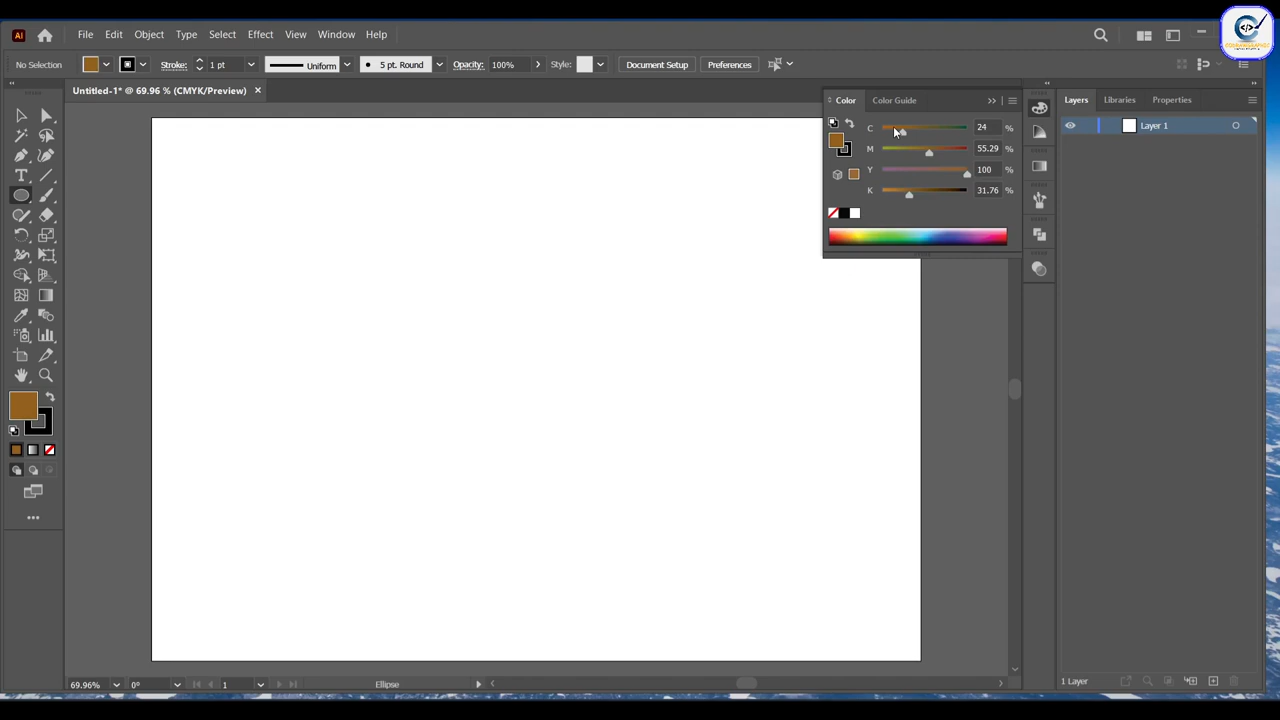 Ai
File Edit Object Type Select Effect View Window Help
No Selection Stroke: 1 pt Uniform 5 pt. Round Opacity: 100% Style: Document Setup Preferences
Untitled-1* @ 69.96 % (CMYK/Preview)
Color Color Guide
Layers Libraries Properties
C 24 %
M 55.29 %
Y 100 %
K 31.76 %
Layer 1
69.96% 0° 1 Ellipse
1 Layer